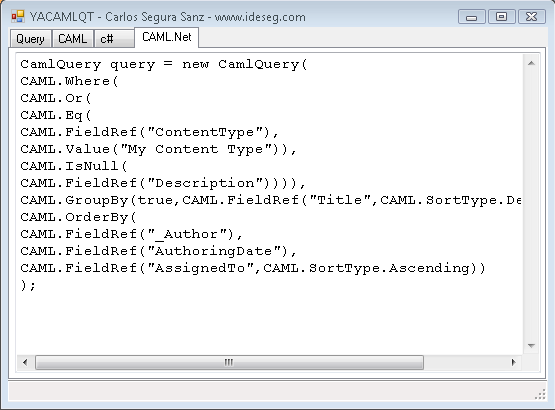 YACAMLQT - Carlos Segura Sanz - www.ideseg.com
Query CAML c# CAML.Net
CamlQuery query = new CamlQuery(
CAML.Where(
CAML.Or(
CAML.Eq(
CAML.FieldRef("ContentType"),
CAML.Value("My Content Type")),
CAML.IsNull(
CAML.FieldRef("Description")))),
CAML.GroupBy(true,CAML.FieldRef("Title",CAML.SortType.De
CAML.OrderBy(
CAML.FieldRef("_Author"),
CAML.FieldRef("AuthoringDate"),
CAML.FieldRef("AssignedTo",CAML.SortType.Ascending))
);